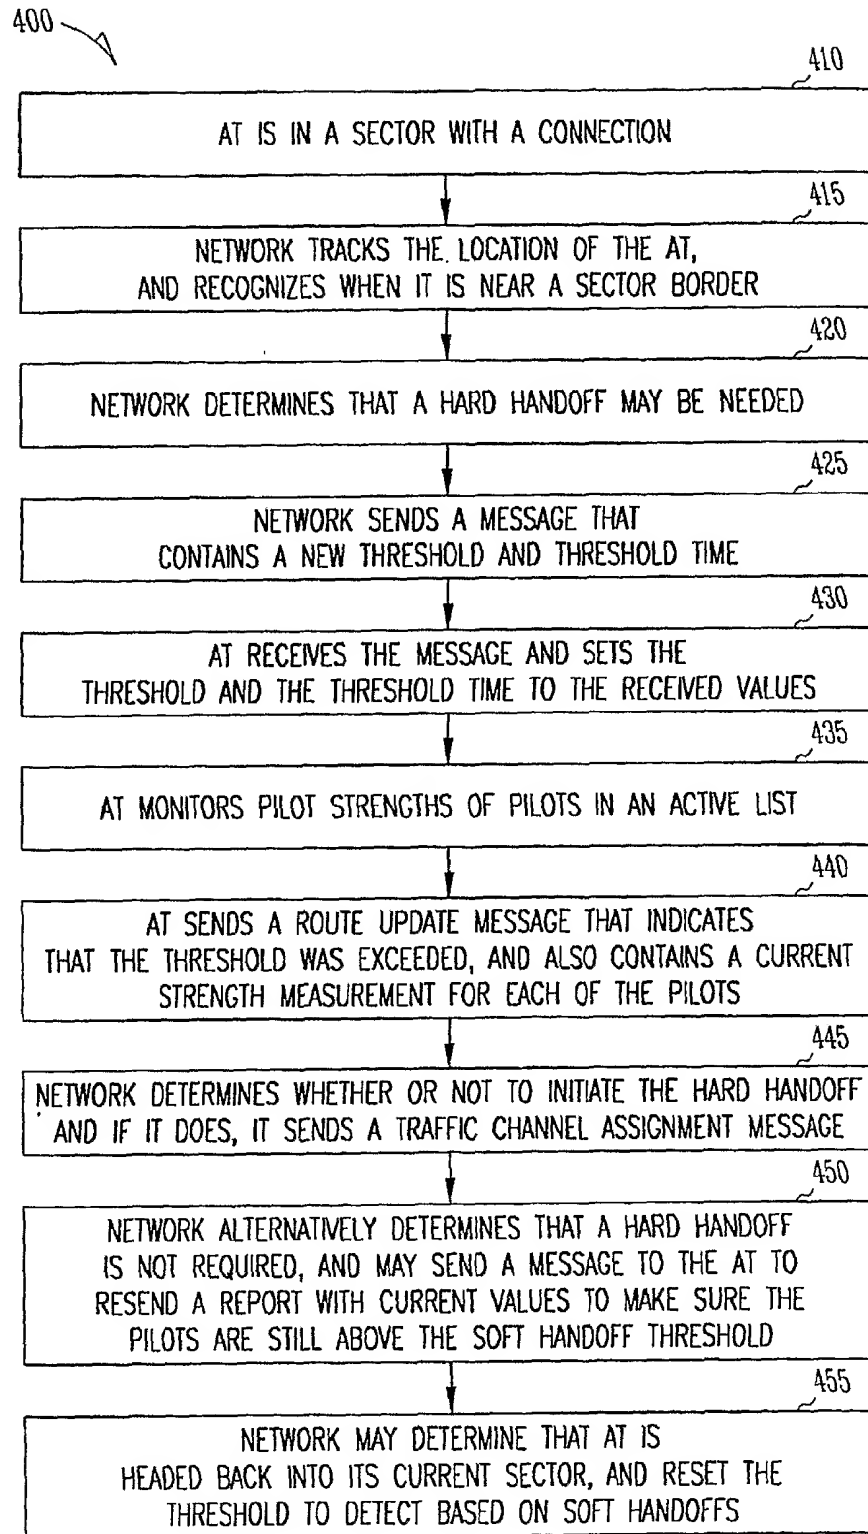 400
410
AT IS IN A SECTOR WITH A CONNECTION
415
NETWORK TRACKS THE LOCATION OF THE AT,
AND RECOGNIZES WHEN IT IS NEAR A SECTOR BORDER
420
NETWORK DETERMINES THAT A HARD HANDOFF MAY BE NEEDED
425
NETWORK SENDS A MESSAGE THAT
CONTAINS A NEW THRESHOLD AND THRESHOLD TIME
430
AT RECEIVES THE MESSAGE AND SETS THE
THRESHOLD AND THE THRESHOLD TIME TO THE RECEIVED VALUES
435
AT MONITORS PILOT STRENGTHS OF PILOTS IN AN ACTIVE LIST
440
AT SENDS A ROUTE UPDATE MESSAGE THAT INDICATES
THAT THE THRESHOLD WAS EXCEEDED, AND ALSO CONTAINS A CURRENT
STRENGTH MEASUREMENT FOR EACH OF THE PILOTS
445
NETWORK DETERMINES WHETHER OR NOT TO INITIATE THE HARD HANDOFF
AND IF IT DOES, IT SENDS A TRAFFIC CHANNEL ASSIGNMENT MESSAGE
450
NETWORK ALTERNATIVELY DETERMINES THAT A HARD HANDOFF
IS NOT REQUIRED, AND MAY SEND A MESSAGE TO THE AT TO
RESEND A REPORT WITH CURRENT VALUES TO MAKE SURE THE
PILOTS ARE STILL ABOVE THE SOFT HANDOFF THRESHOLD
455
NETWORK MAY DETERMINE THAT AT IS
HEADED BACK INTO ITS CURRENT SECTOR, AND RESET THE
THRESHOLD TO DETECT BASED ON SOFT HANDOFFS